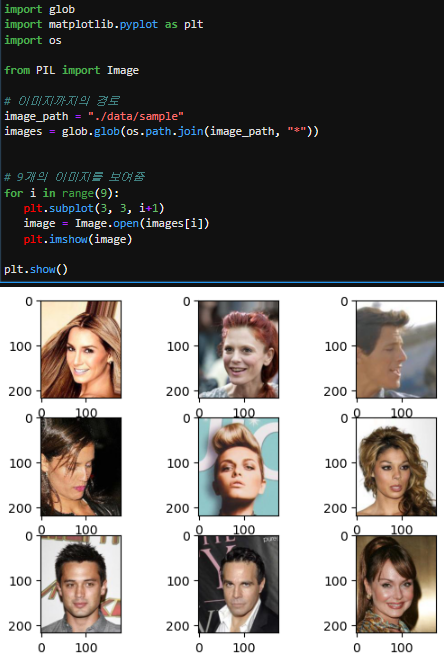 import glob
import matplotlib.pyplot as plt
import os
from PIL import Image
# 이미지까지의 경로
image_path = "./data/sample"
images = glob.glob(os.path.join(image_path, "*"))
# 9개의 이미지를 보여줌
for i in range(9):
plt.subplot(3, 3, i+1)
image = Image.open(images[i])
plt.imshow(image)
plt.show()
0
100
200
0 100
0
100
200
0 100
0
100
200
0 100
0
100
200
0 100
0
100
200
0 100
0
100
200
0 100
0
100
200
0 100
0
100
200
0 100
0
100
200
0 100